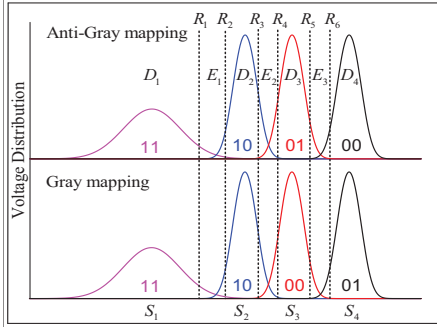 R1 R2 R3 R4 R5 R6
Anti-Gray mapping
D1 E1 D2 E2 D3 E3 D4
11 10 01 00
Gray mapping
11 10 00 01
S1 S2 S3 S4
Voltage Distribution